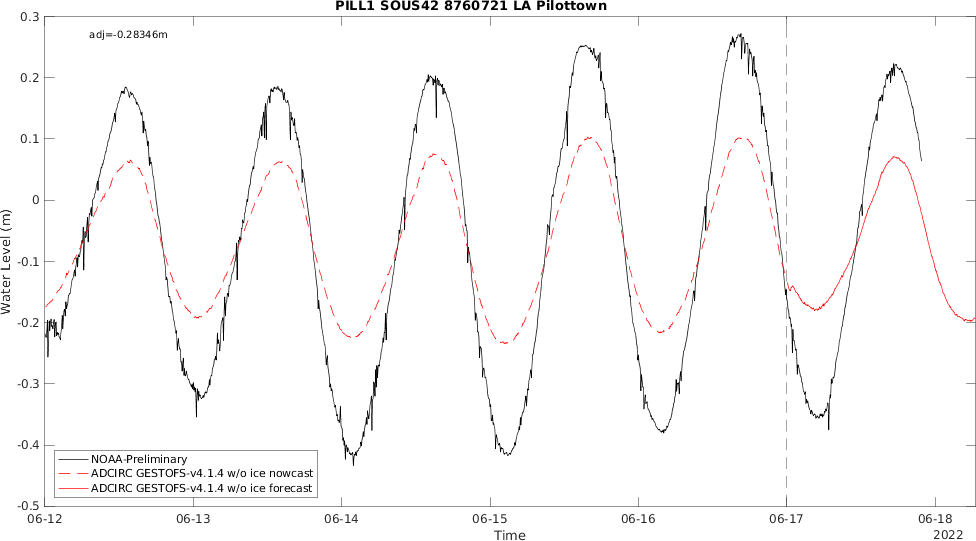 PILL1 SOUS42 8760721 LA Pilottown
adj=-0.28346m
0.3
0.2
0.1
0
-0.1
-0.2
-0.3
-0.4
-0.5
Water Level (m)
NOAA-Preliminary
ADCIRC GESTOFS-v4.1.4 w/o ice nowcast
ADCIRC GESTOFS-v4.1.4 w/o ice forecast
06-12 06-13 06-14 06-15 06-16 06-17 06-18
Time
2022